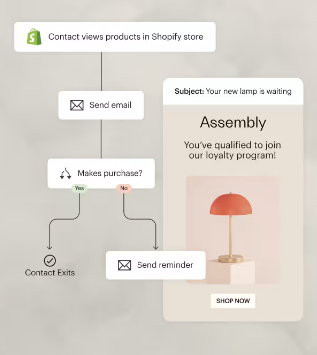 Contact views products in Shopify store
Send email
Subject: Your new lamp is waiting
Assembly
You've qualified to join
our loyalty program!
Makes purchase?
Yes
No
Contact Exits
Send reminder
SHOP NOW